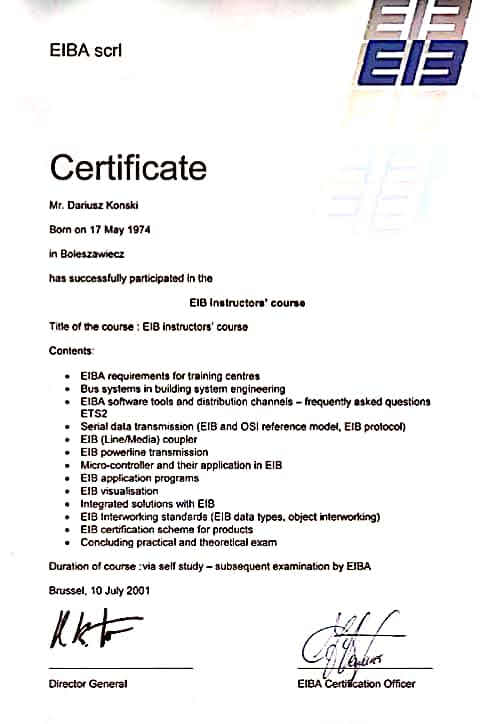 EIBA scrl
EIB
EIB
EIB
Certificate
Mr. Dariusz Konski
Born on 17 May 1974
in Boleszawiecz
has successfully participated in the
EIB Instructors' course
Title of the course : EIB instructors' course
Contents:
• EIBA requirements for training centres
• Bus systems in building system engineering
• EIBA software tools and distribution channels – frequently asked questions
ETS2
• Serial data transmission (EIB and OSI reference model, EIB protocol)
• EIB (Line/Media) coupler
• EIB powerline transmission
• Micro-controller and their application in EIB
• EIB application programs
• EIB visualisation
• Integrated solutions with EIB
• EIB Interworking standards (EIB data types, object interworking)
• EIB certification scheme for products
• Concluding practical and theoretical exam
Duration of course :via self study – subsequent examination by EIBA
Brussel, 10 July 2001
Director General
EIBA Certification Officer